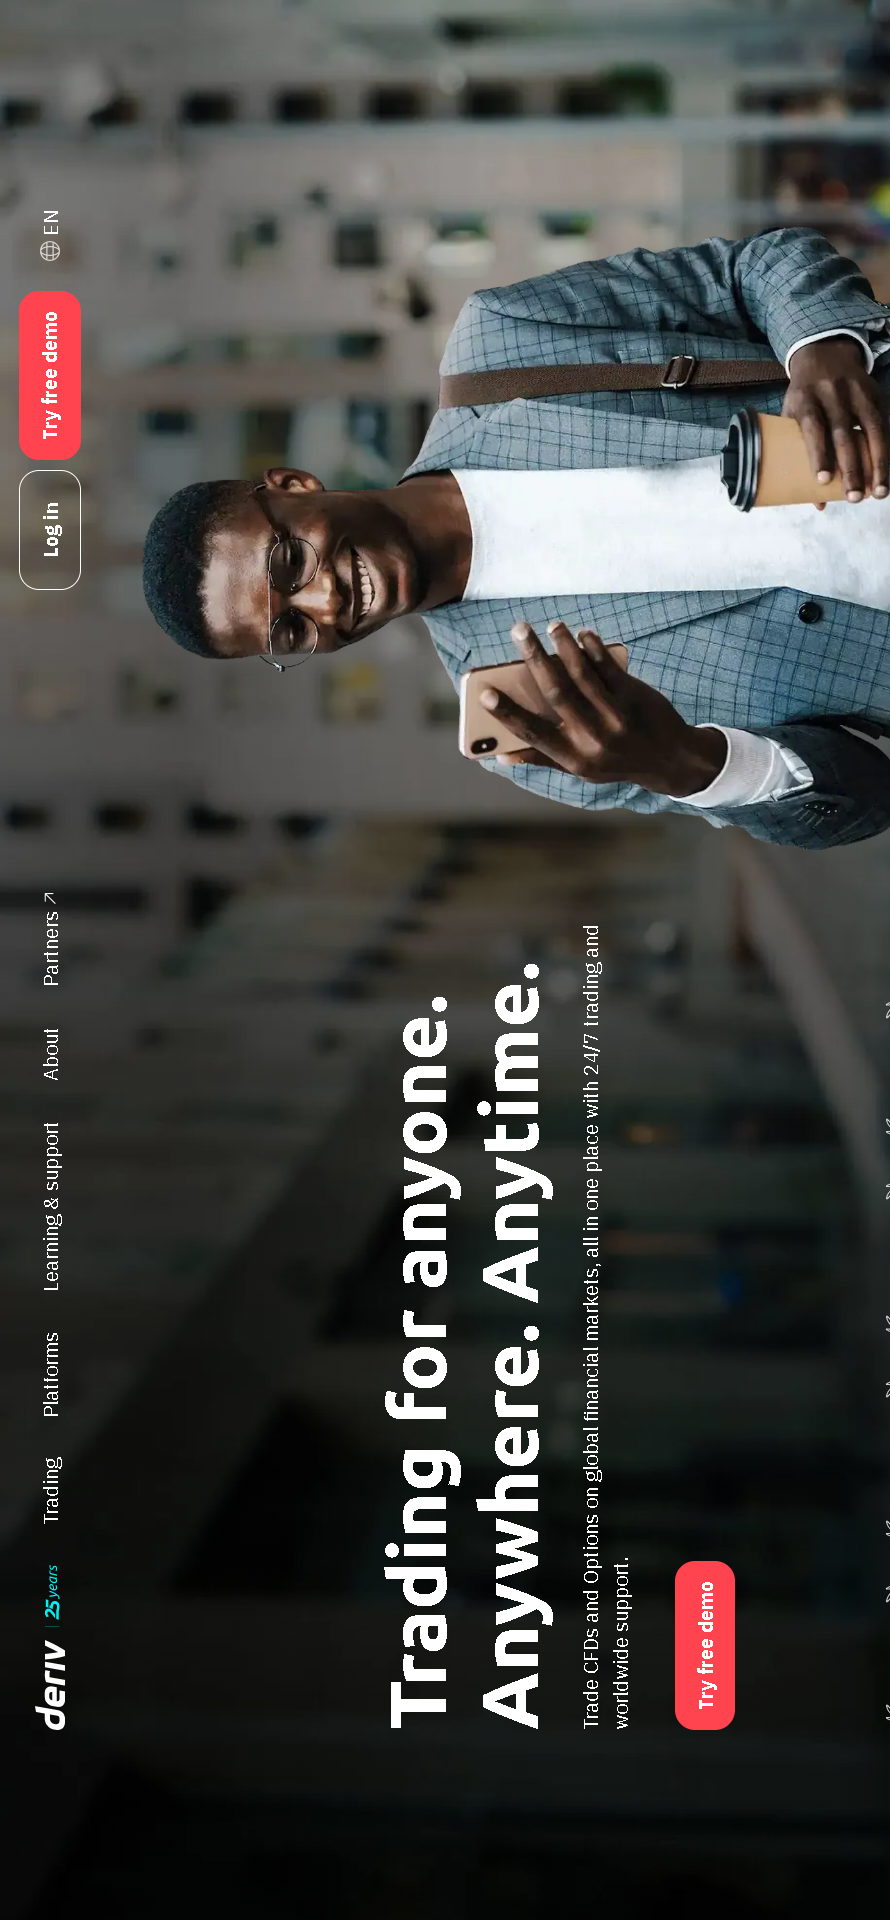 deriv | 25 years
Trading
Platforms
Learning & support
About
Partners ↗
Log in
Try free demo
EN
Trading for anyone.
Anywhere. Anytime.
Trade CFDs and Options on global financial markets, all in one place with 24/7 trading and
worldwide support.
Try free demo